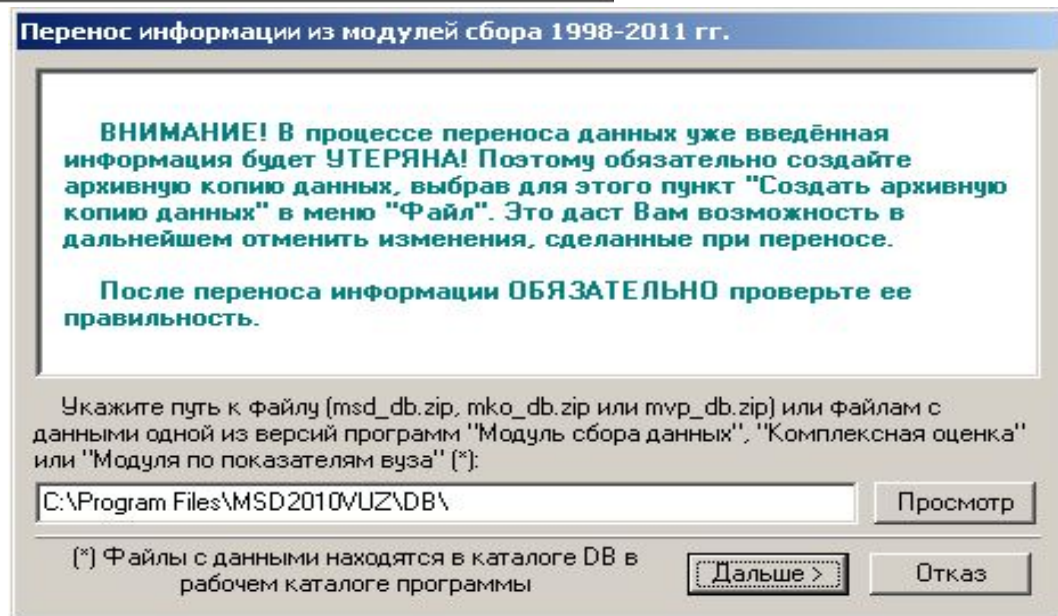 Перенос информации из модулей сбора 1998-2011 гг.
ВНИМАНИЕ! В процессе переноса данных уже введённая
информация будет УТЕРЯНА! Поэтому обязательно создайте
архивную копию данных, выбрав для этого пункт "Создать архивную
копию данных" в меню "Файл". Это даст Вам возможность в
дальнейшем отменить изменения, сделанные при переносе.
После переноса информации ОБЯЗАТЕЛЬНО проверьте ее
правильность.
Укажите путь к файлу (msd_db.zip, mko_db.zip или mvp_db.zip) или файлам с
данными одной из версий программ "Модуль сбора данных", "Комплексная оценка"
или "Модуля по показателям вуза" (*):
C:\Program Files\MSD2010VUZ\DB\
Просмотр
(*) Файлы с данными находятся в каталоге DB в
рабочем каталоге программы
Дальше >
Отказ